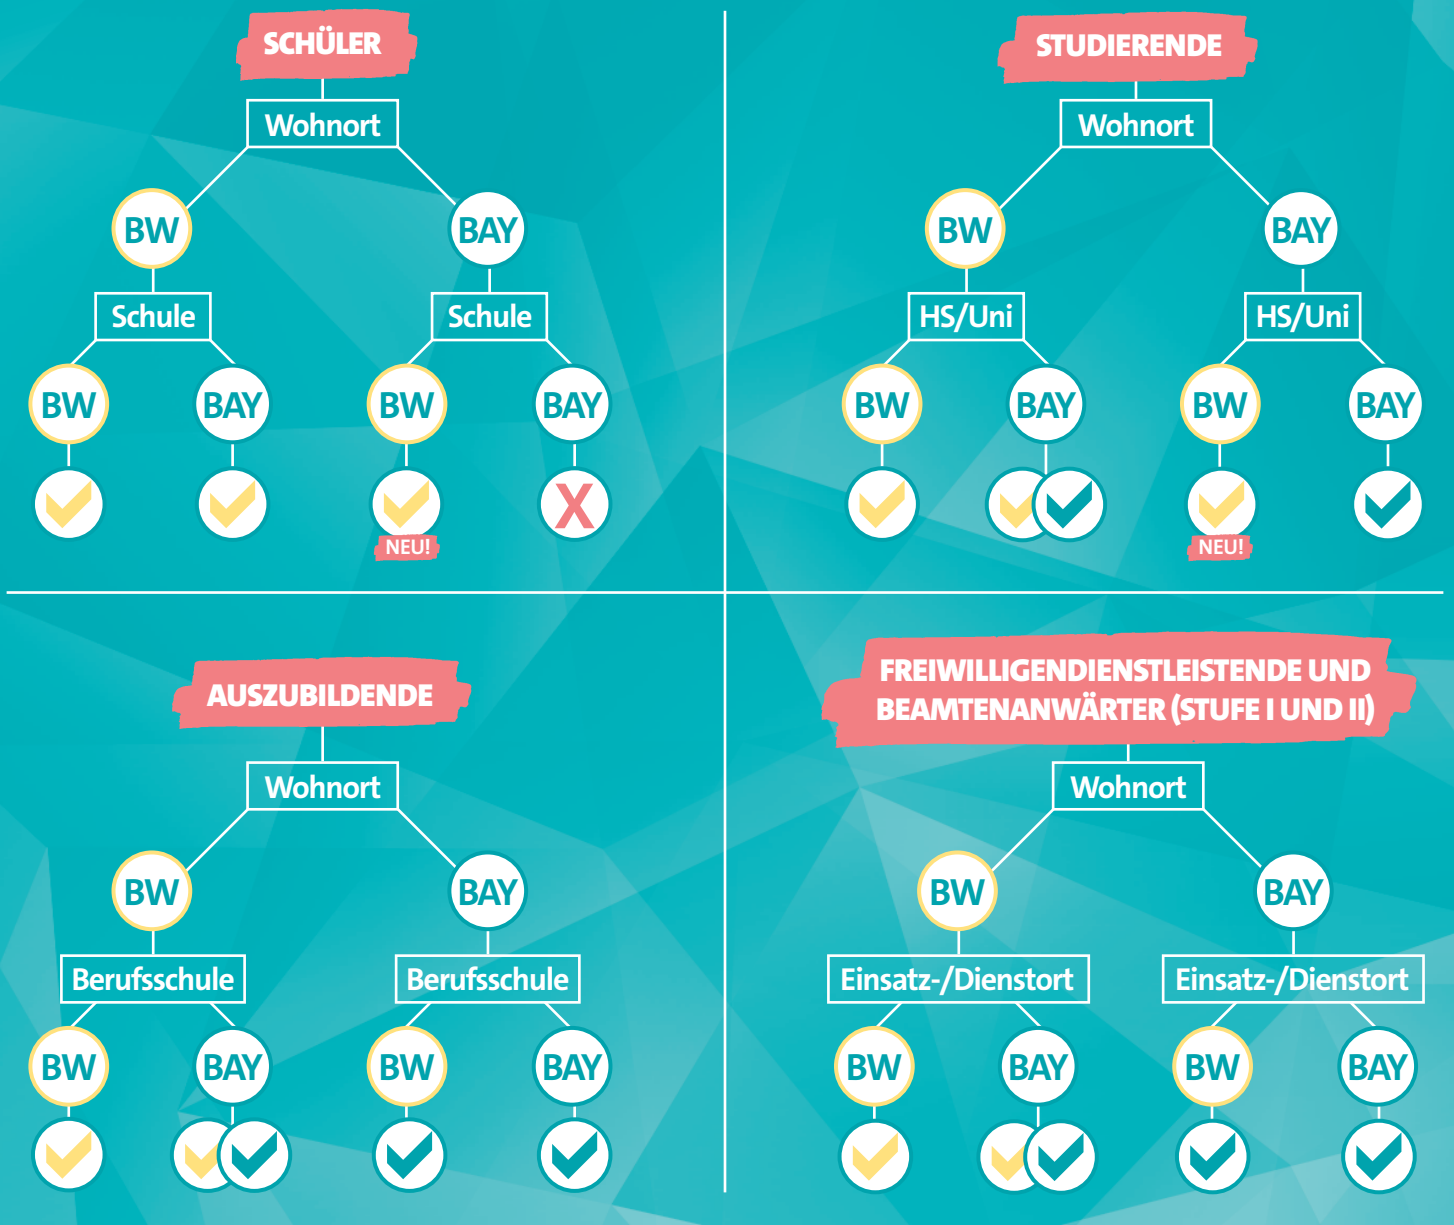 SCHÜLER
Wohnort
BW
BAY
Schule
Schule
BW
BAY
BW
BAY
X
NEU!
STUDIERENDE
Wohnort
BW
BAY
HS/Uni
HS/Uni
BW
BAY
BW
BAY
NEU!
AUSZUBILDENDE
Wohnort
BW
BAY
Berufsschule
Berufsschule
BW
BAY
BW
BAY
FREIWILLIGENDIENSTLEISTENDE UND
BEAMTENANWÄRTER (STUFE I UND II)
Wohnort
BW
BAY
Einsatz-/Dienstort
Einsatz-/Dienstort
BW
BAY
BW
BAY